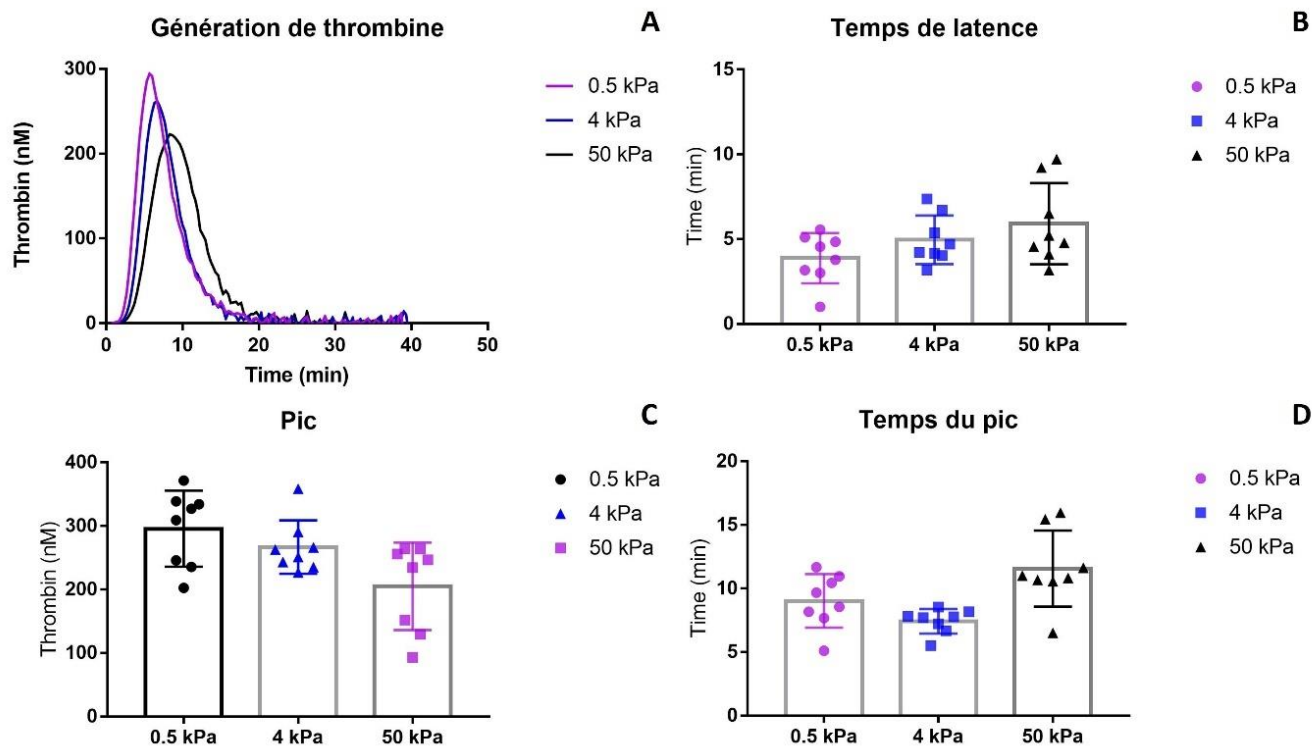 Génération de thrombine
A
Thrombin (nM)
300
200
100
0
0
10
20
30
40
50
Time (min)
0.5 kPa
4 kPa
50 kPa
Temps de latence
B
Time (min)
15
10
5
0
0.5 kPa
4 kPa
50 kPa
0.5 kPa
4 kPa
50 kPa
Pic
C
Thrombin (nM)
400
300
200
100
0
0.5 kPa
4 kPa
50 kPa
0.5 kPa
4 kPa
50 kPa
Temps du pic
D
Time (min)
20
15
10
5
0
0.5 kPa
4 kPa
50 kPa
0.5 kPa
4 kPa
50 kPa